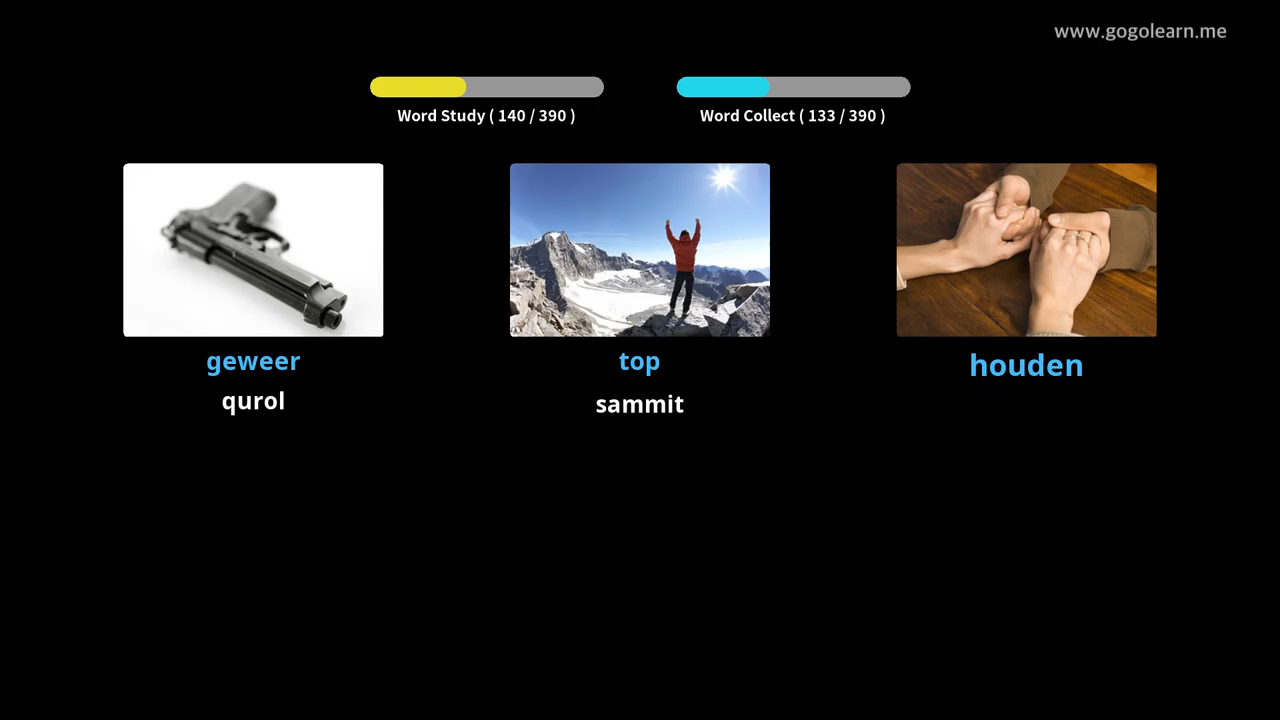 www.gogolearn.me
Word Study ( 140 / 390 )
Word Collect ( 133 / 390 )
geweer
top
houden
qurol
sammit